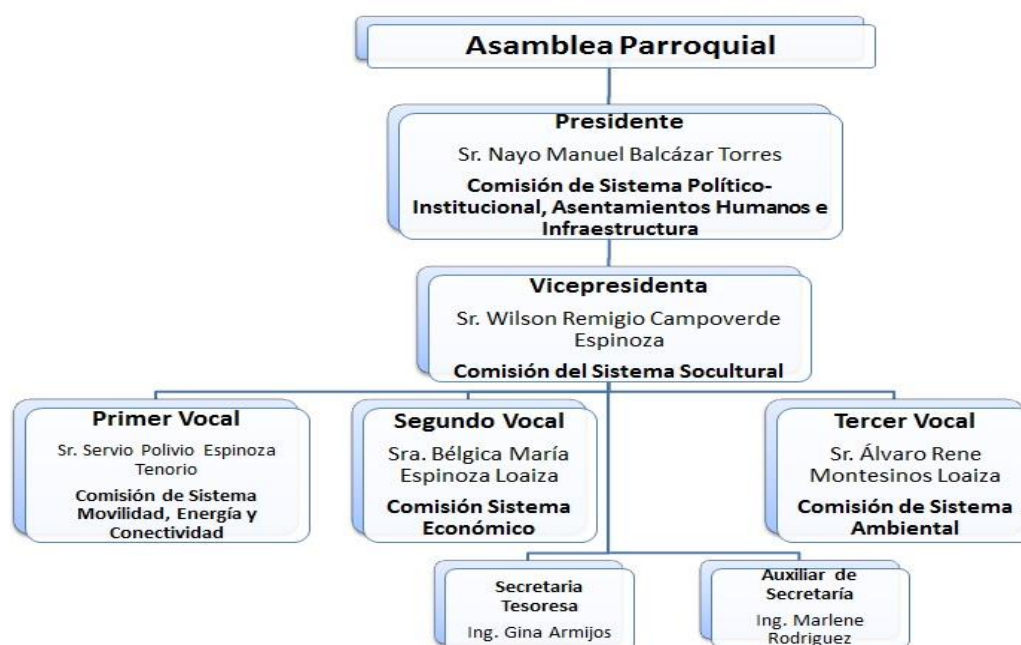 Asamblea Parroquial
Presidente
Sr. Nayo Manuel Balcázar Torres
Comisión de Sistema Político-
Institucional, Asentamientos Humanos e
Infraestructura
Vicepresidenta
Sr. Wilson Remigio Campoverde
Espinoza
Comisión del Sistema Socultural
Primer Vocal
Sr. Servio Polivio Espinoza
Tenorio
Comisión de Sistema
Movilidad, Energía y
Conectividad
Segundo Vocal
Sra. Bélgica María
Espinoza Loaiza
Comisión Sistema
Económico
Tercer Vocal
Sr. Álvaro Rene
Montesinos Loaiza
Comisión de Sistema
Ambiental
Secretaria
Tesoresa
Ing. Gina Armijos
Auxiliar de
Secretaría
Ing. Marlene
Rodriguez